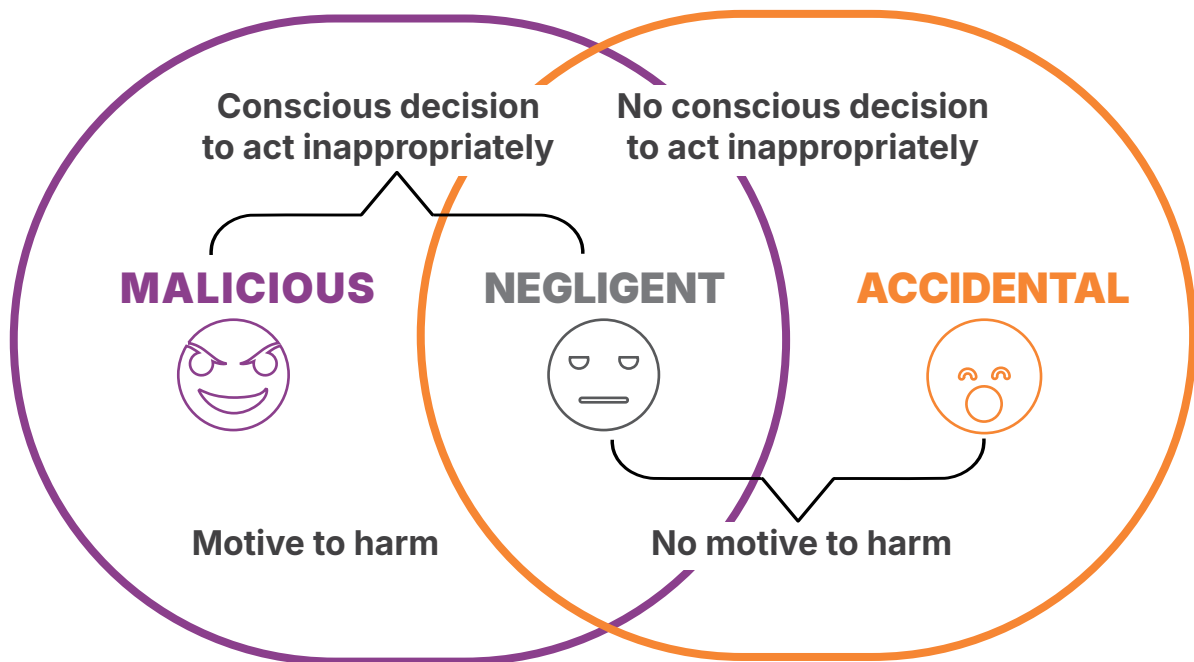 Conscious decision
to act inappropriately
No conscious decision
to act inappropriately
MALICIOUS
NEGLIGENT
ACCIDENTAL
Motive to harm
No motive to harm